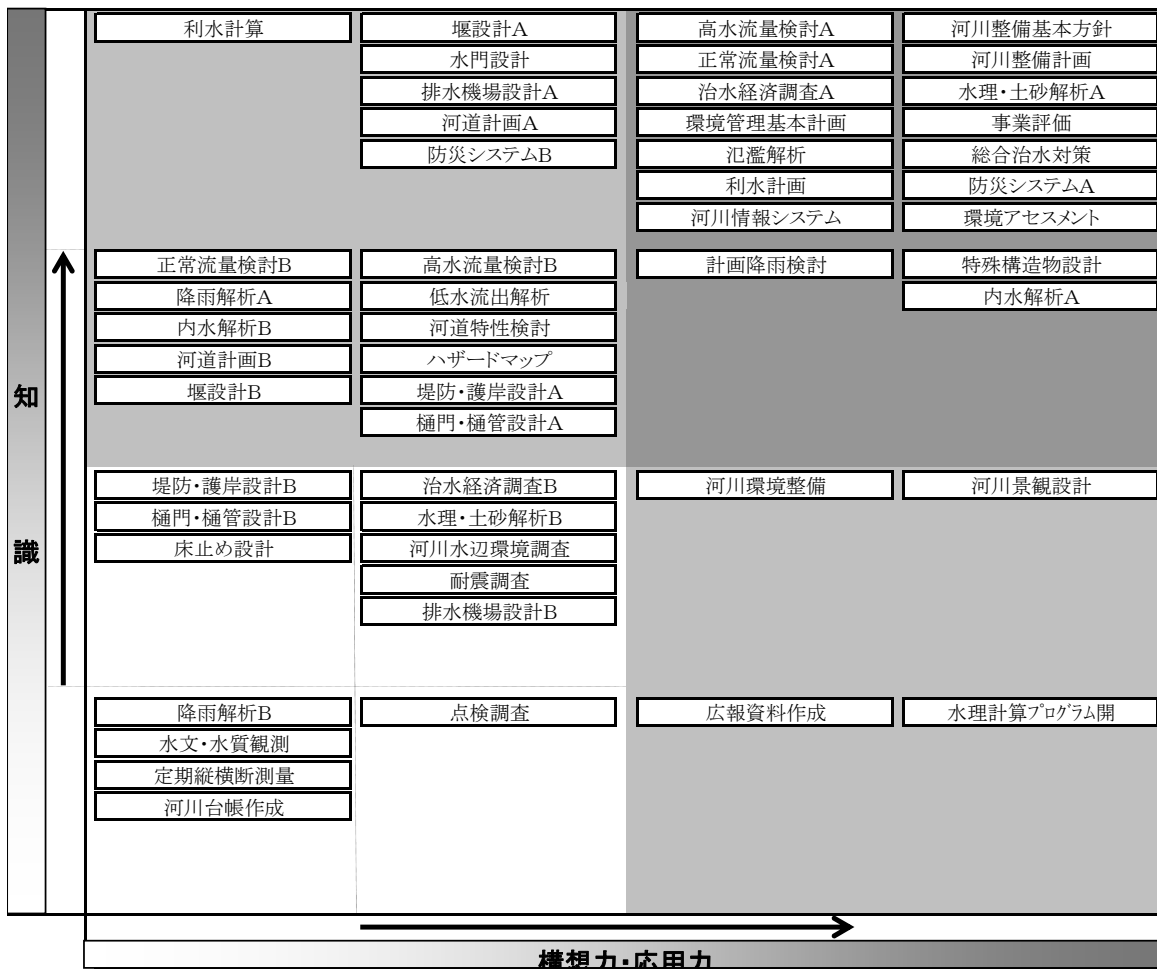 利水計算
堰設計A
高水流量検討A
河川整備基本方針
水門設計
正常流量検討A
河川整備計画
排水機場設計A
治水経済調査A
水理・土砂解析A
河道計画A
環境管理基本計画
事業評価
防災システムB
氾濫解析
総合治水対策
利水計画
防災システムA
河川情報システム
環境アセスメント
正常流量検討B
高水流量検討B
計画降雨検討
特殊構造物設計
降雨解析A
低水流出解析
内水解析A
内水解析B
河道特性検討
河道計画B
ハザードマップ
堰設計B
堤防・護岸設計A
樋門・樋管設計A
知識
堤防・護岸設計B
治水経済調査B
河川環境整備
河川景観設計
樋門・樋管設計B
水理・土砂解析B
床止め設計
河川水辺環境調査
耐震調査
排水機場設計B
降雨解析B
点検調査
広報資料作成
水理計算プログラム開
水文・水質観測
定期縦横断測量
河川台帳作成
構想力・応用力